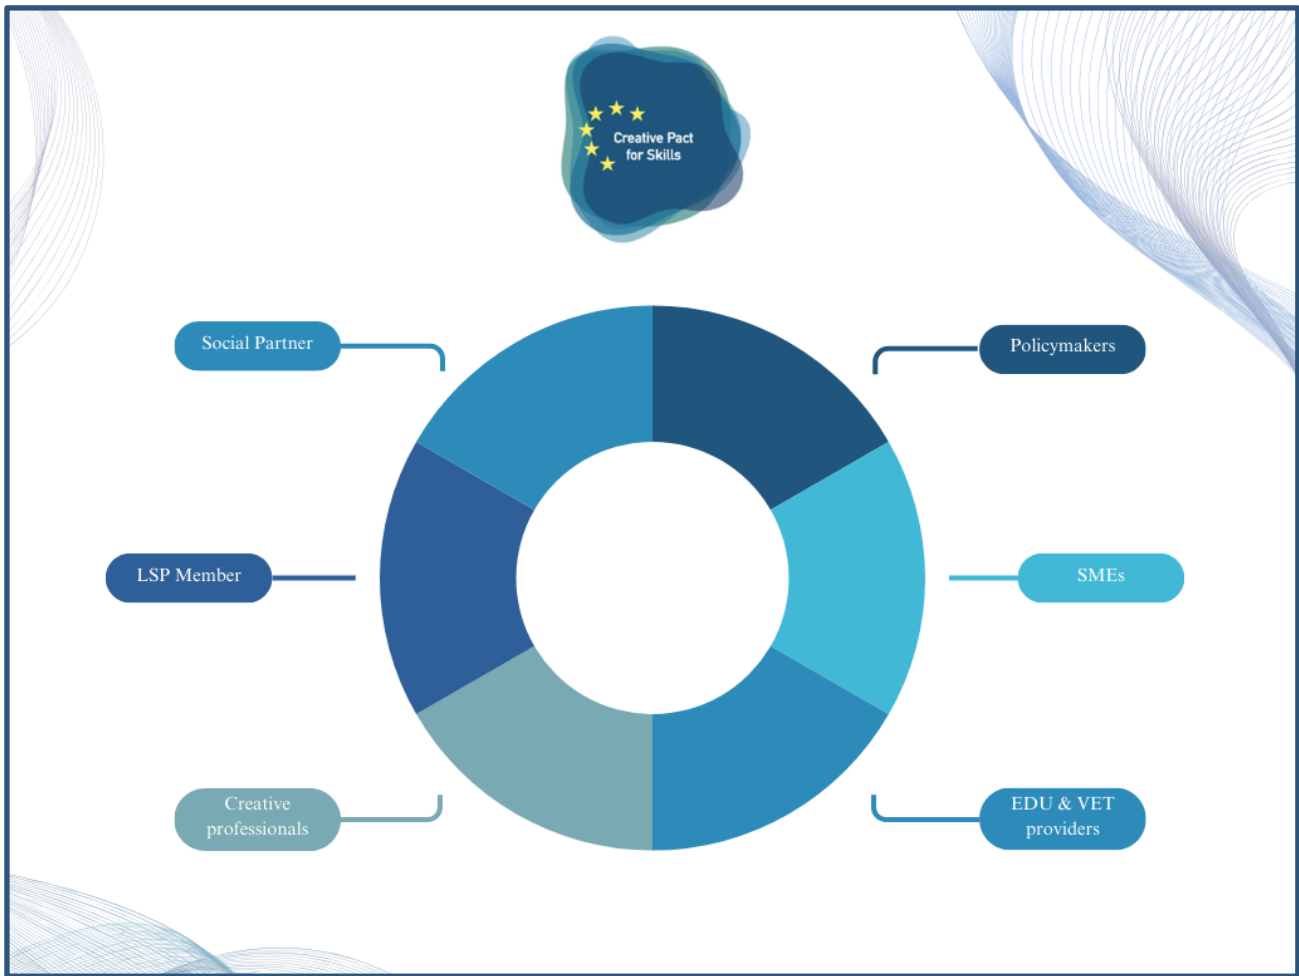 Creative Pact
for Skills
Social Partner
Policymakers
LSP Member
SMEs
Creative
professionals
EDU & VET
providers